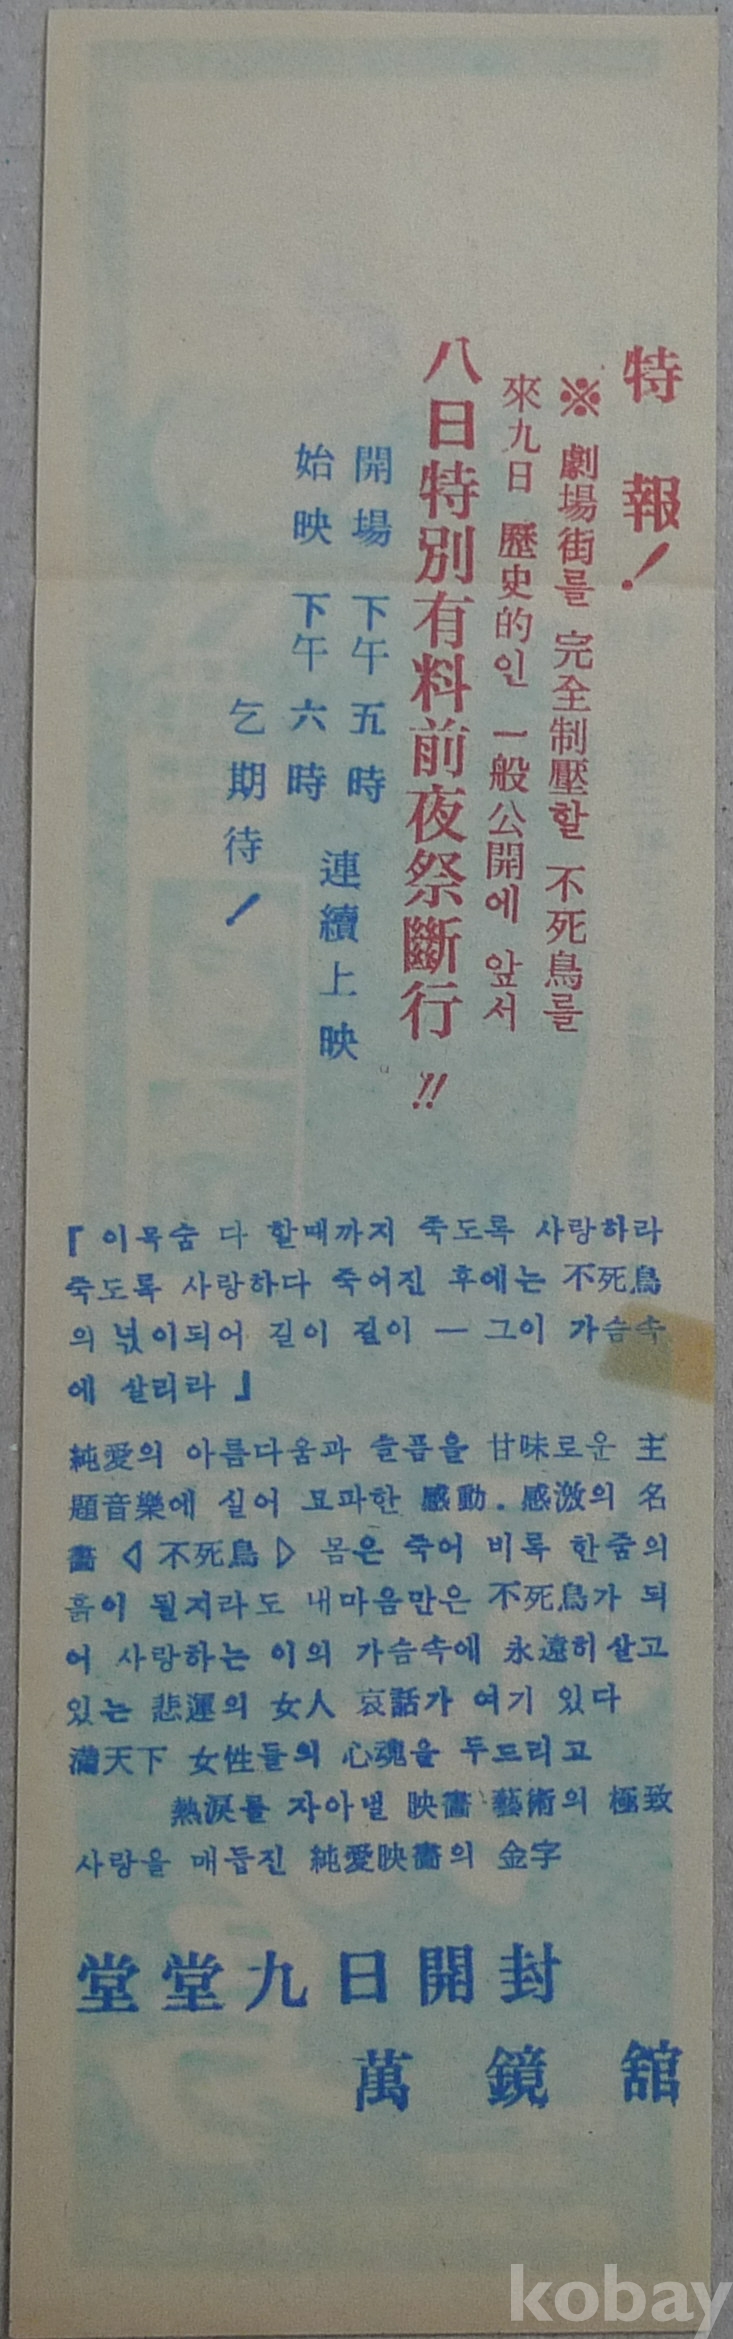 特報!
※ 劇場街를 完全制壓할 不死鳥를
來九日 歷史的인 一般公開에 앞서
八日特別有料前夜祭斷行!!
開場 下午五時
始映 下午六時
連續上映
乞期待!
『이목숨 다 할때까지 죽도록 사랑하라
죽도록 사랑하다 죽어진 후에는 不死鳥
의 넋이되어 길이 길이 — 그이 가슴속
에 살리라』
純愛의 아름다움과 슬픔을 甘味로운 主
題音樂에 실어 묘파한 感動. 感激의 名
畵 ◁ 不死鳥 ▷ 몸은 죽어 비록 한줌의
흙이 될지라도 내마음만은 不死鳥가 되
어 사랑하는 이의 가슴속에 永遠히 살고
있는 悲運의 女人 哀話가 여기 있다
滿天下 女性들의 心魂을 두드리고
熱淚를 자아낼 映畵 藝術의 極致
사랑을 매듭진 純愛映畵의 金字
堂堂九日開封
萬鏡舘
kobay